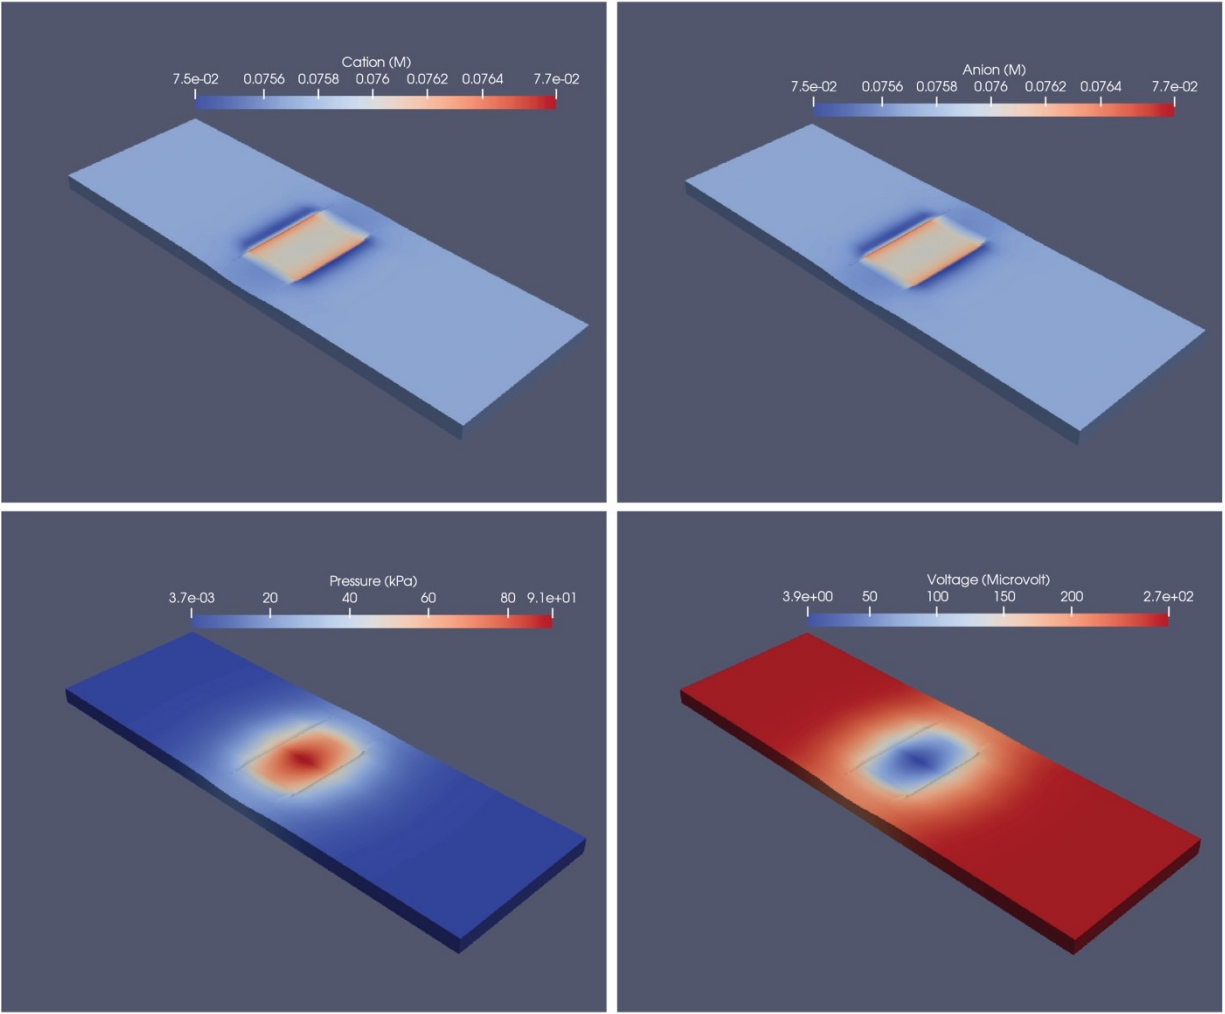 Cation (M)
7.5e-02 0.0756 0.0758 0.076 0.0762 0.0764 7.7e-02
Anion (M)
7.5e-02 0.0756 0.0758 0.076 0.0762 0.0764 7.7e-02
Pressure (kPa)
3.7e-03 20 40 60 80 9.1e+01
Voltage (Microvolt)
3.9e+00 50 100 150 200 2.7e+02